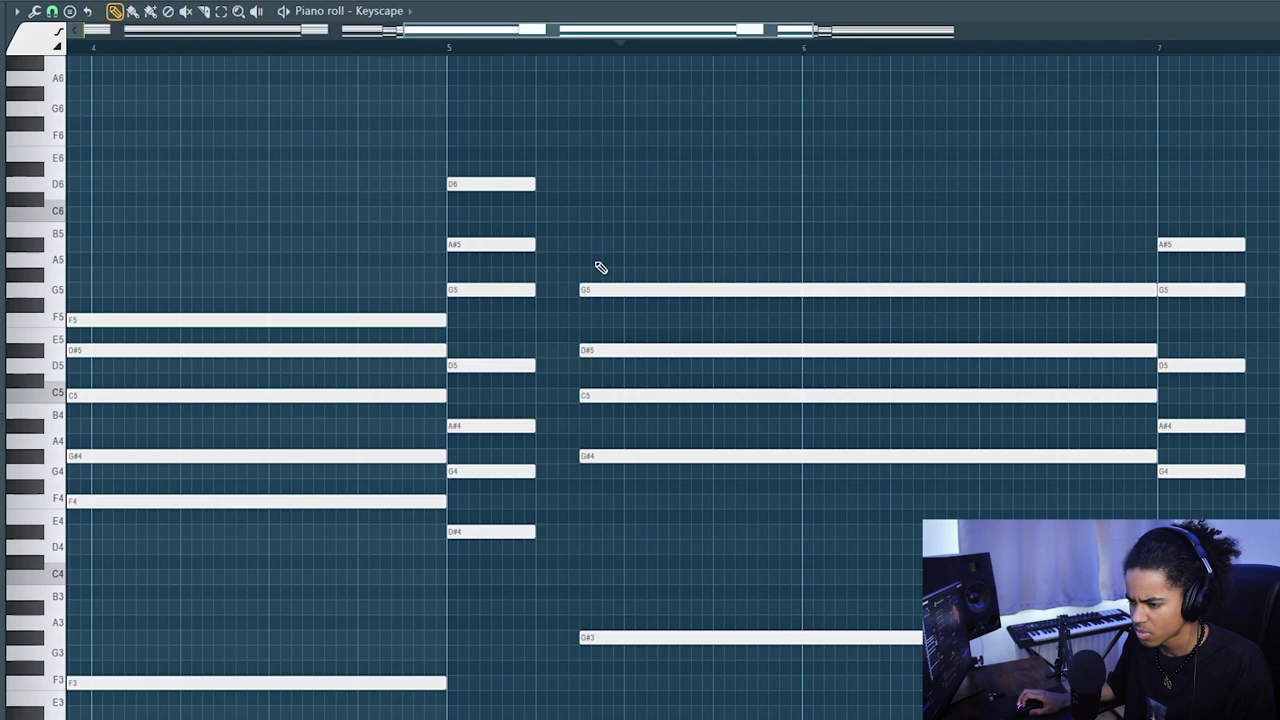 Piano roll - Keyscape
4 5 6 7
A6
G6
F6
E6
D6 D6
C6
B5
A#5 A#5
A5
G5 G5 G5 G5
F5 F5
E5
D#5 D#5
D5 D5 D5
C5 C5 C5
B4
A#4 A#4
A4
G#4 G#4
G4 G4 G4
F4 F4
E4
D#4
D4
C4
B3
A3
G#3
G3
F3 F3
E3